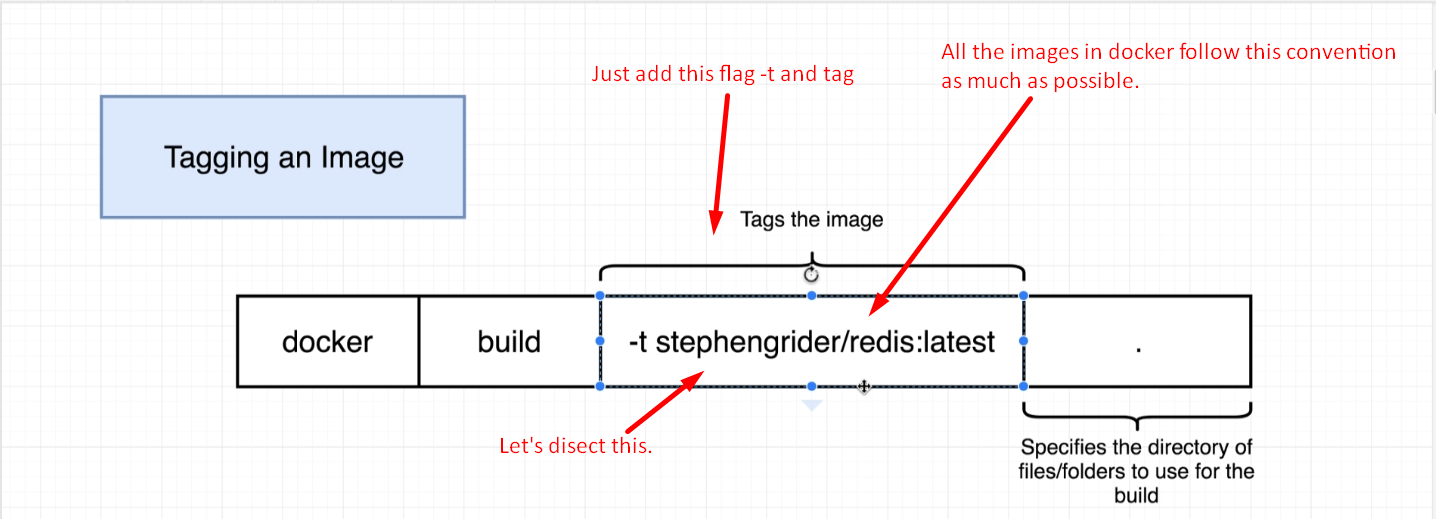 All the images in docker follow this convention
as much as possible.
Just add this flag -t and tag
Tagging an Image
Tags the image
docker build -t stephengrider/redis:latest .
Let's disect this.
Specifies the directory of
files/folders to use for the
build